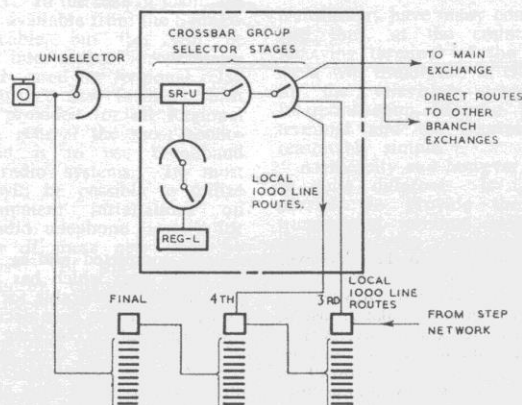 CROSSBAR GROUP
SELECTOR STAGES
UNISELECTOR
SR-U
TO MAIN
EXCHANGE
DIRECT ROUTES
TO OTHER
BRANCH
EXCHANGES
REG-L
LOCAL
1000 LINE
ROUTES.
FINAL
4TH
3RD
LOCAL
1000 LINE
ROUTES
FROM STEP
NETWORK